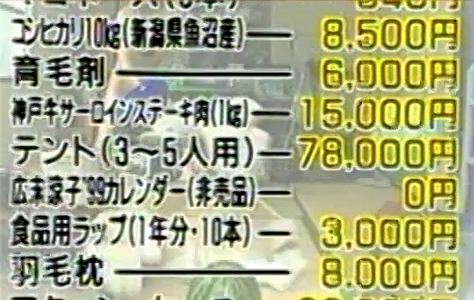 コシヒカリ10kg(新潟県魚沼産)― 8,500円
育毛剤 ― 6,000円
神戸牛サーロインステーキ肉(1kg)― 15,000円
テント(3〜5人用)― 78,000円
広末涼子'99カレンダー(非売品)― 0円
食品用ラップ(1年分・10本)― 3,000円
羽毛枕 ― 8,000円